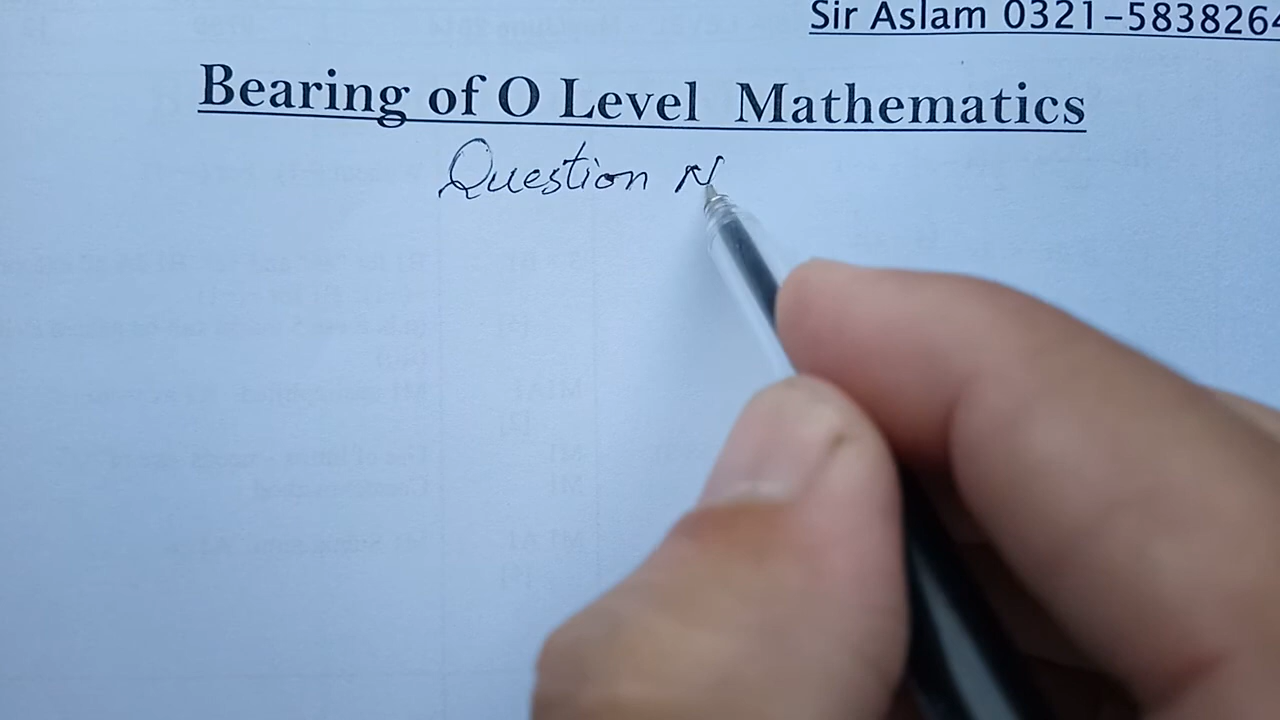 Sir Aslam 0321-5838264
Bearing of O Level Mathematics
Question N